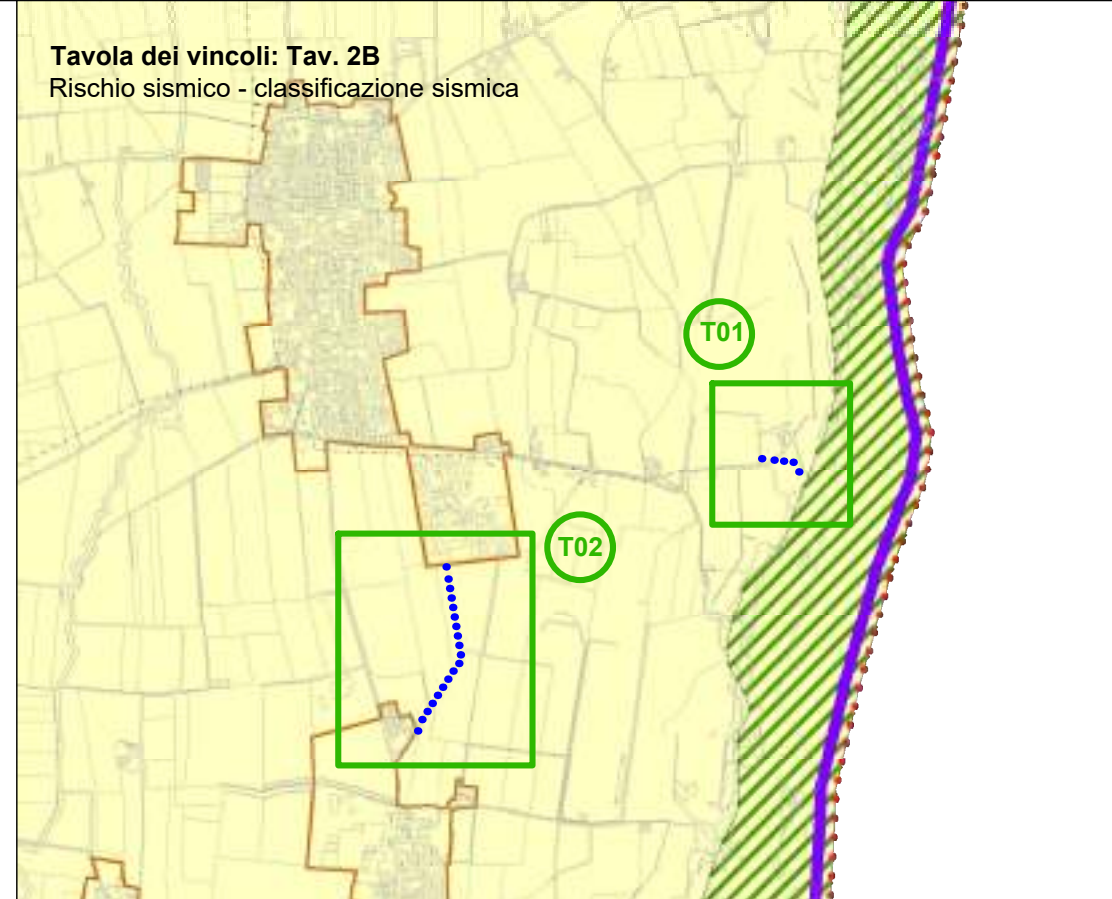 Tavola dei vincoli: Tav. 2B
Rischio sismico - classificazione sismica
T01
T02